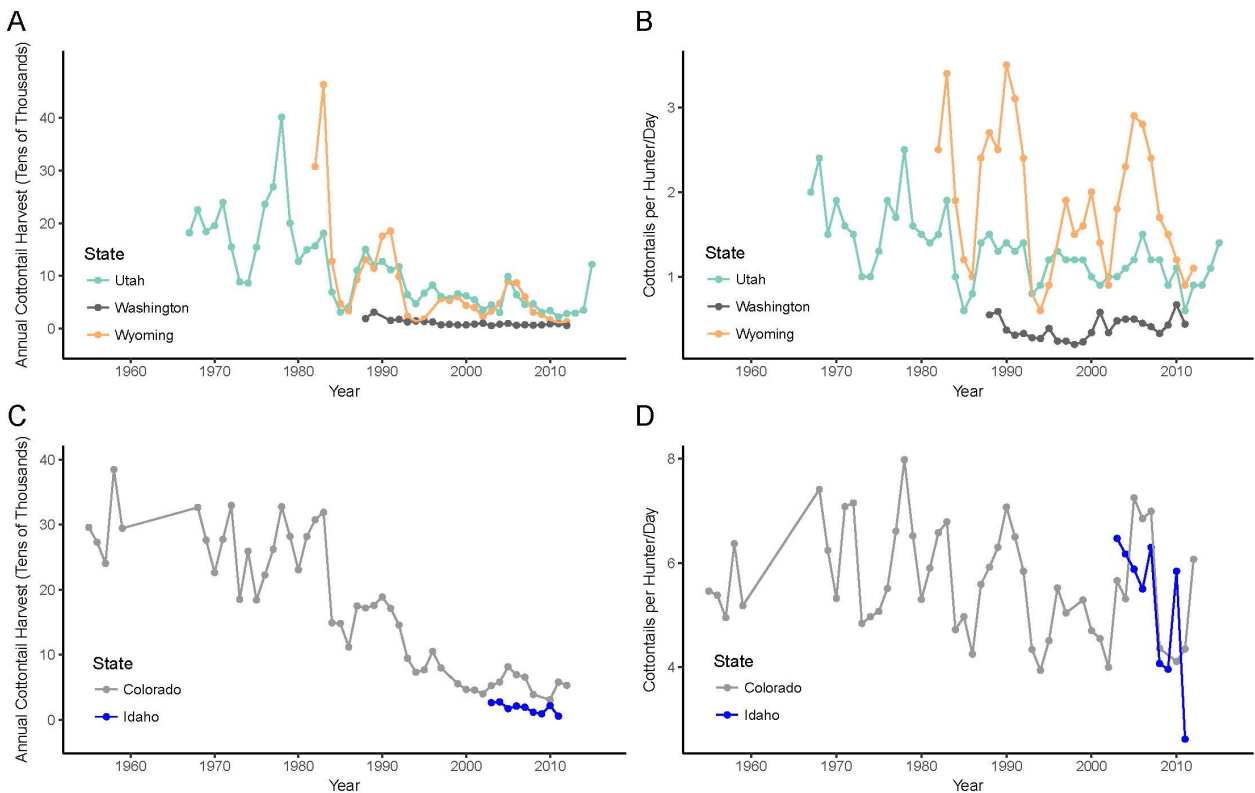 A
Annual Cottontail Harvest (Tens of Thousands)
40
30
20
10
0
State
Utah
Washington
Wyoming
1960
1970
1980
1990
2000
2010
Year
B
Cottontails per Hunter/Day
3
2
1
State
Utah
Washington
Wyoming
1960
1970
1980
1990
2000
2010
Year
C
Annual Cottontail Harvest (Tens of Thousands)
40
30
20
10
0
State
Colorado
Idaho
1960
1970
1980
1990
2000
2010
Year
D
Cottontails per Hunter/Day
8
6
4
State
Colorado
Idaho
1960
1970
1980
1990
2000
2010
Year